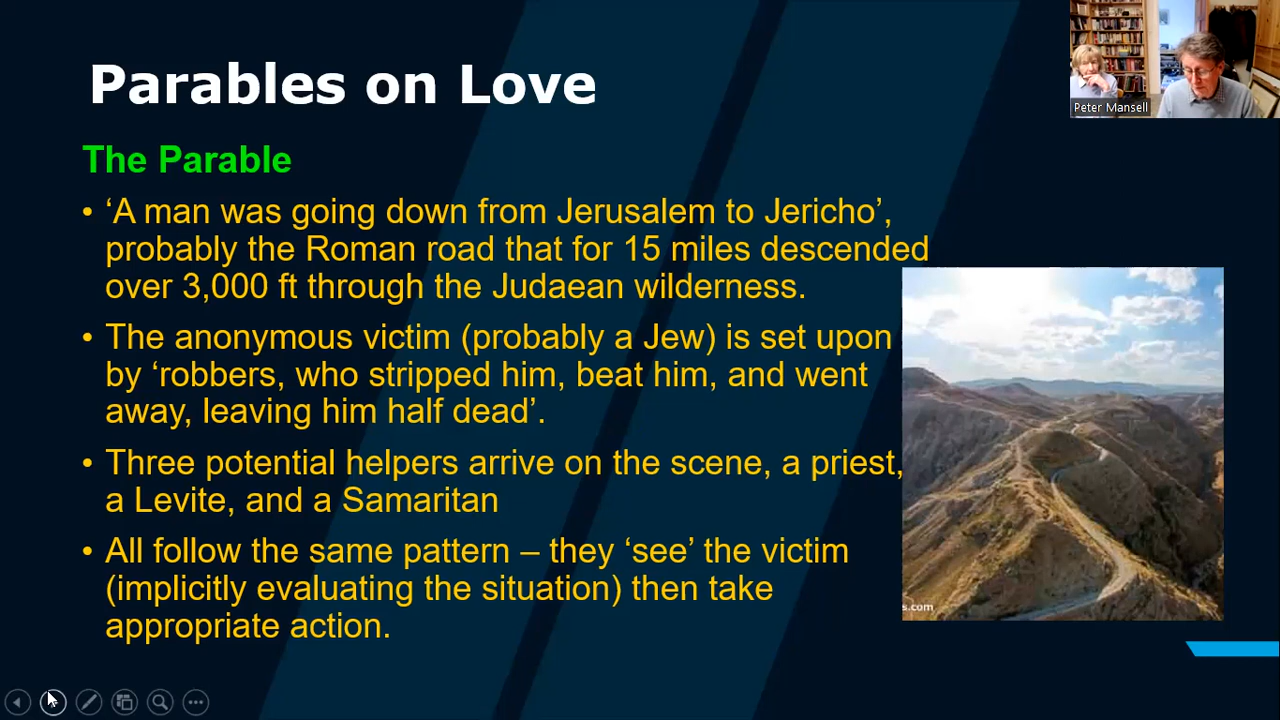 Parables on Love
Peter Mansell
The Parable
• ‘A man was going down from Jerusalem to Jericho’,
probably the Roman road that for 15 miles descended
over 3,000 ft through the Judaean wilderness.
• The anonymous victim (probably a Jew) is set upon
by ‘robbers, who stripped him, beat him, and went
away, leaving him half dead’.
• Three potential helpers arrive on the scene, a priest,
a Levite, and a Samaritan
• All follow the same pattern – they ‘see’ the victim
(implicitly evaluating the situation) then take
appropriate action.
s.com